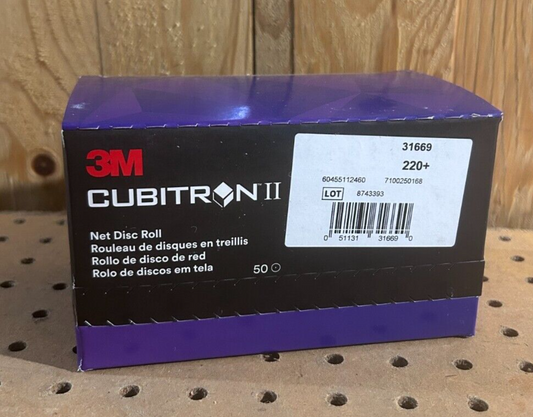 3M
CUBITRON II
Net Disc Roll
Rouleau de disques en treillis
Rollo de disco de red
Rolo de discos em tela
50
31669
220+
60455112460 7100250168
LOT 8743393
0 51131 31669 0